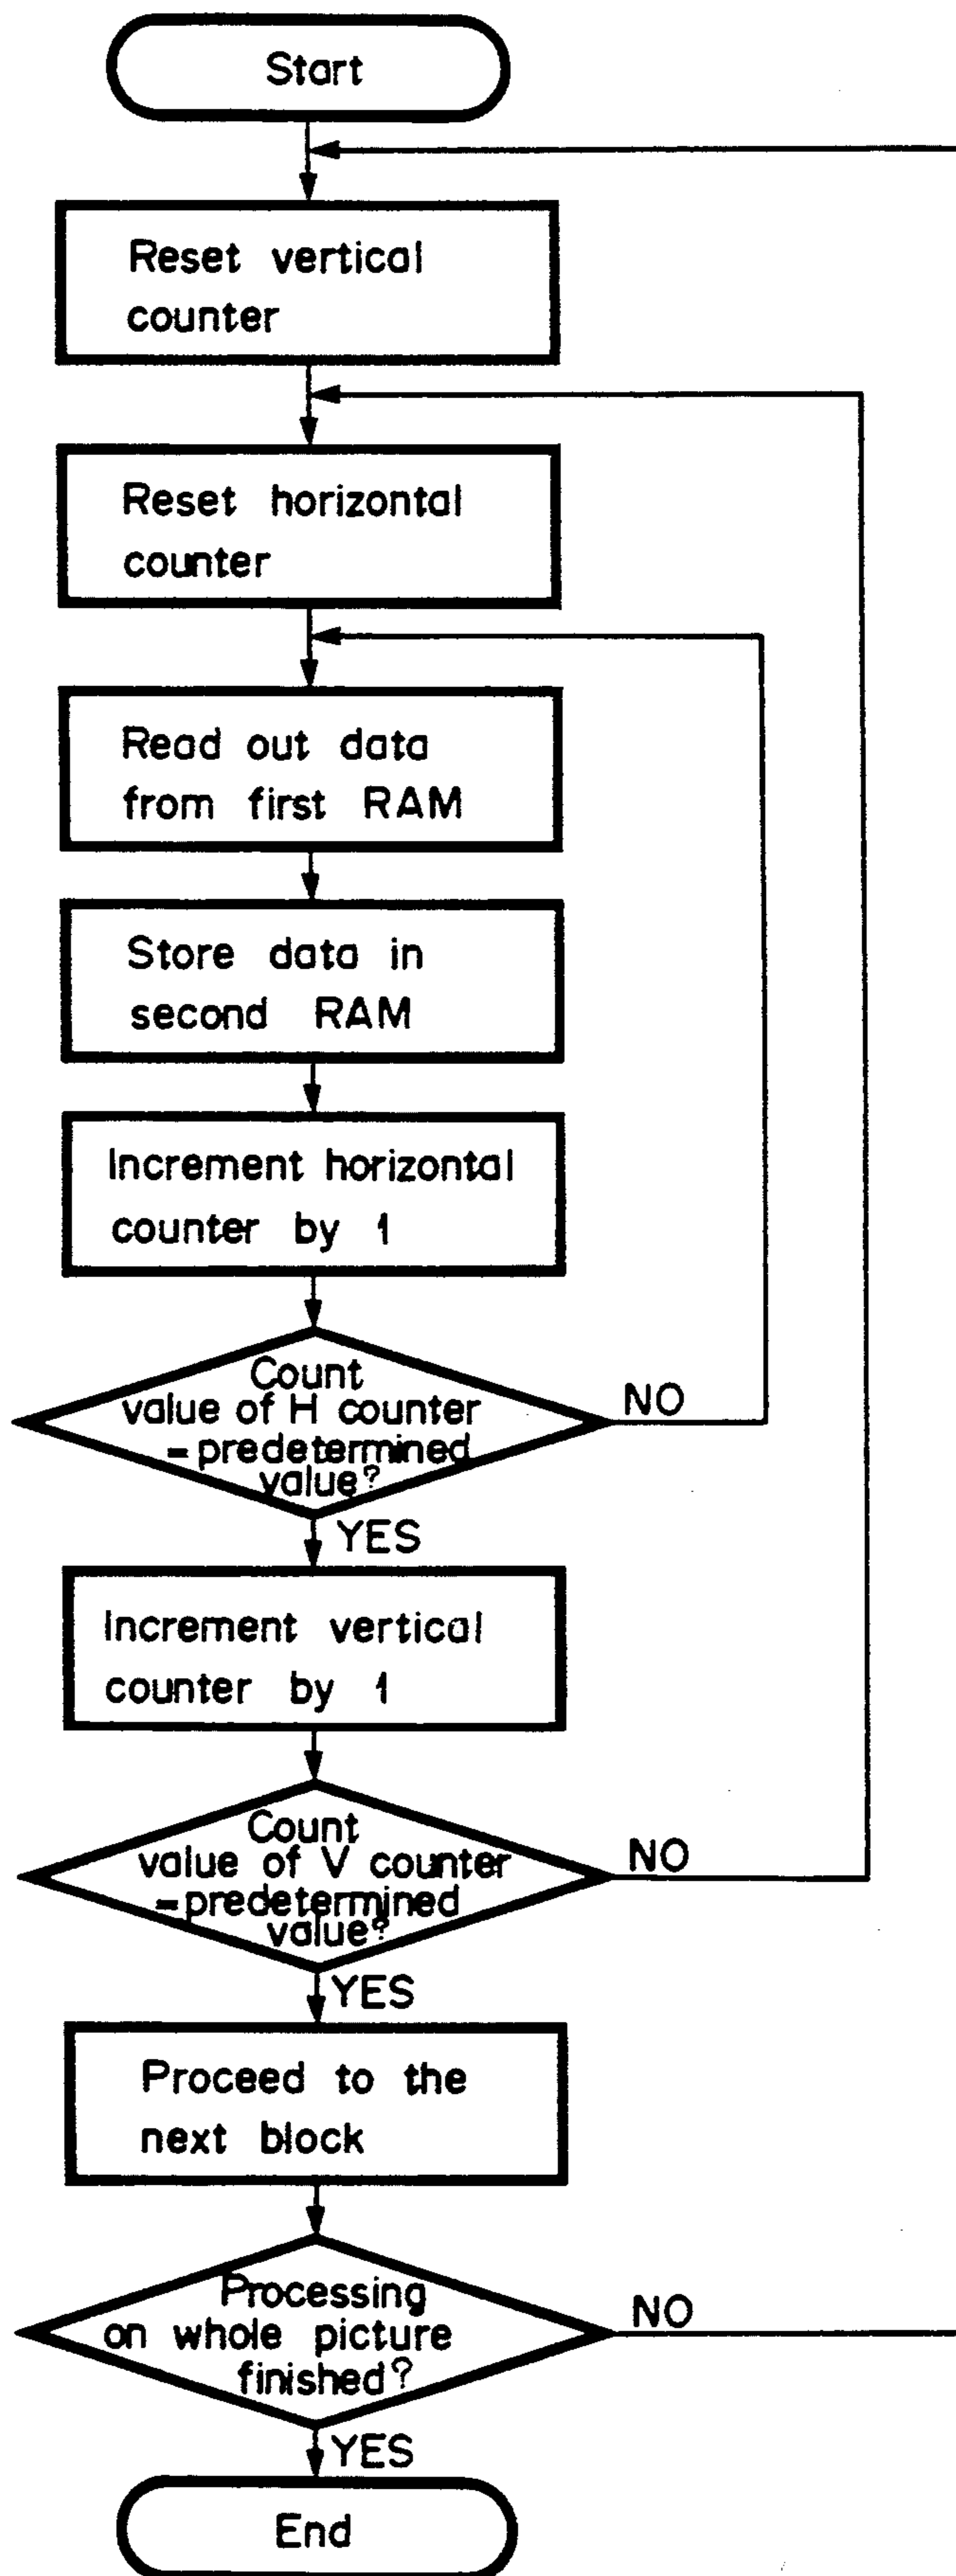 Start
Reset vertical
counter
Reset horizontal
counter
Read out data
from first RAM
Store data in
second RAM
Increment horizontal
counter by 1
Count
value of H counter
=predetermined
value?
NO
YES
Increment vertical
counter by 1
Count
value of V counter
=predetermined
value?
NO
YES
Proceed to the
next block
Processing
on whole picture
finished?
NO
YES
End